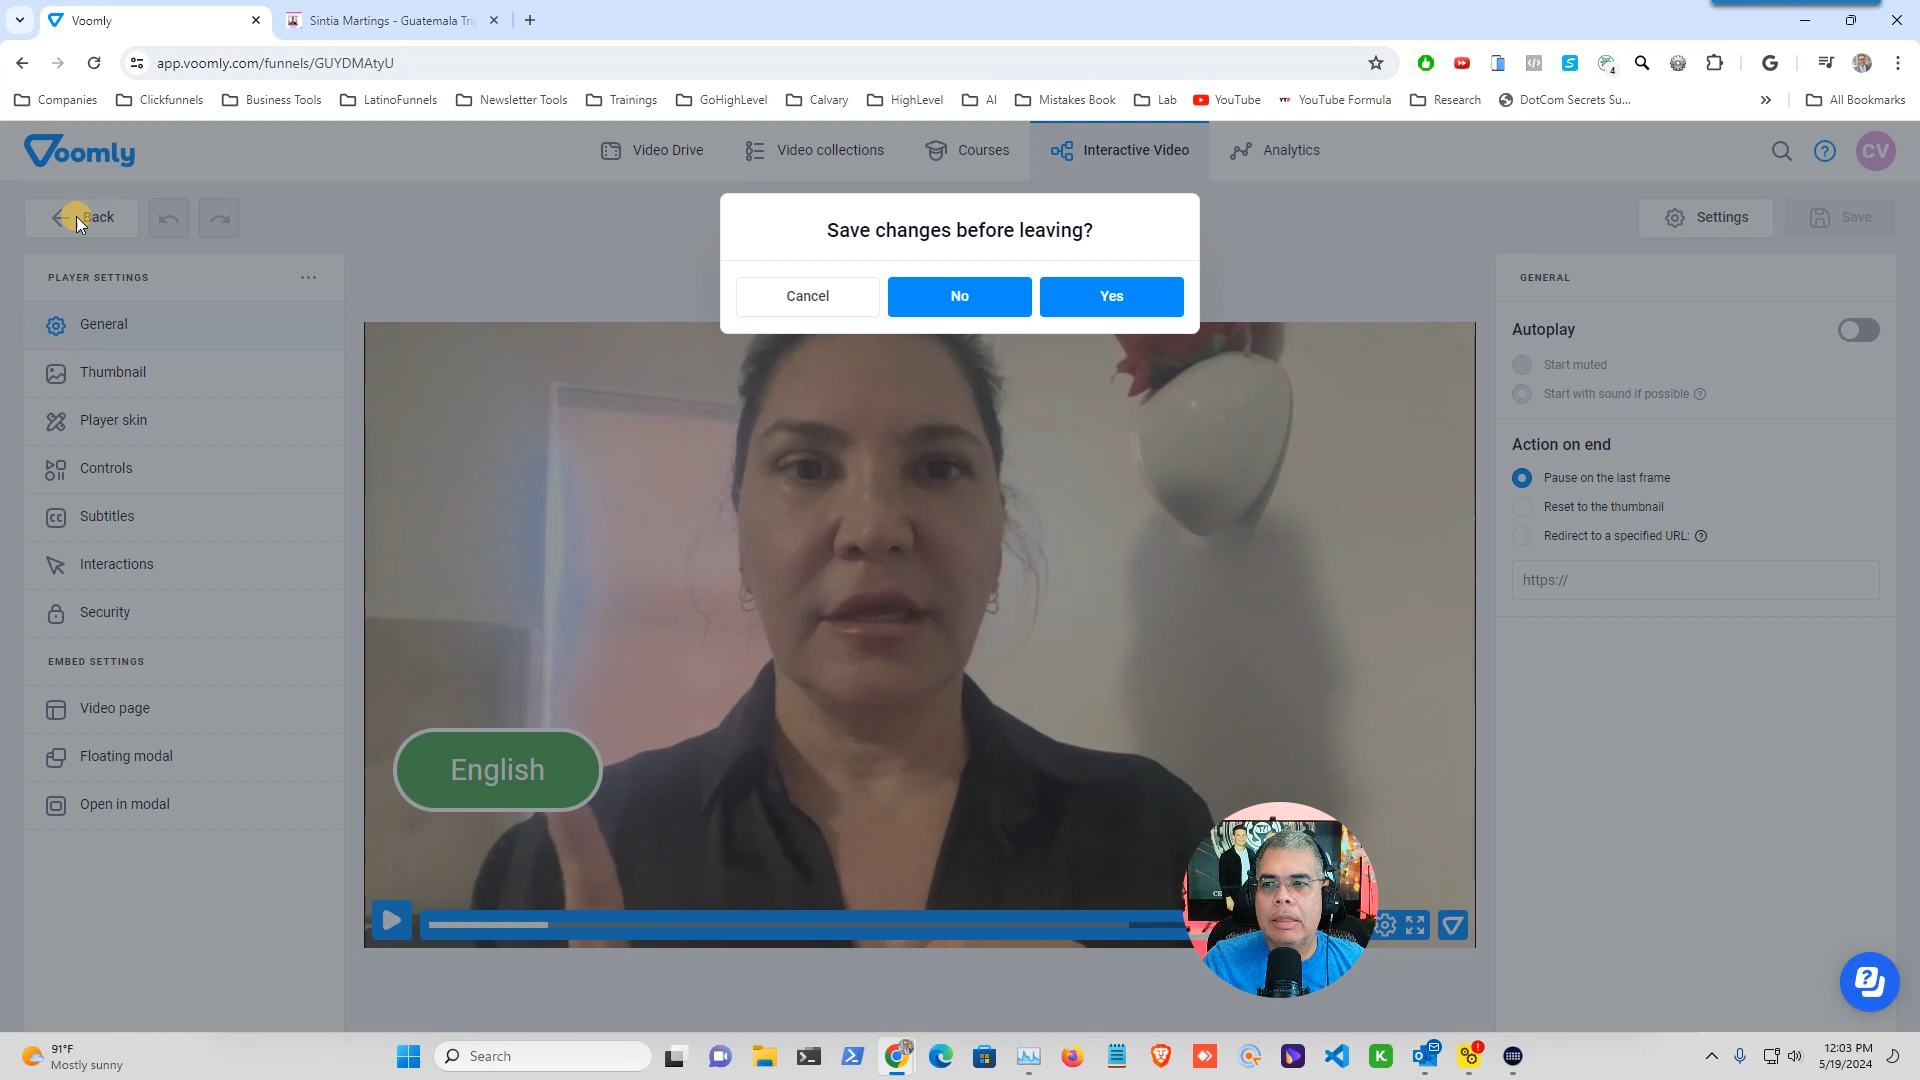 Voomly
Sintia Martings - Guatemala Tri
app.voomly.com/funnels/GUYDMAtyU
4
Companies
Clickfunnels
Business Tools
LatinoFunnels
Newsletter Tools
Trainings
GoHighLevel
Calvary
HighLevel
AI
Mistakes Book
Lab
YouTube
YouTube Formula
Research
DotCom Secrets Su...
All Bookmarks
Voomly
Video Drive
Video collections
Courses
Interactive Video
Analytics
CV
Back
Settings
Save
Save changes before leaving?
Cancel
No
Yes
PLAYER SETTINGS
General
Thumbnail
Player skin
Controls
Subtitles
Interactions
Security
EMBED SETTINGS
Video page
Floating modal
Open in modal
English
GENERAL
Autoplay
Start muted
Start with sound if possible
Action on end
Pause on the last frame
Reset to the thumbnail
Redirect to a specified URL:
https://
91°F
Mostly sunny
Search
12:03 PM
5/19/2024